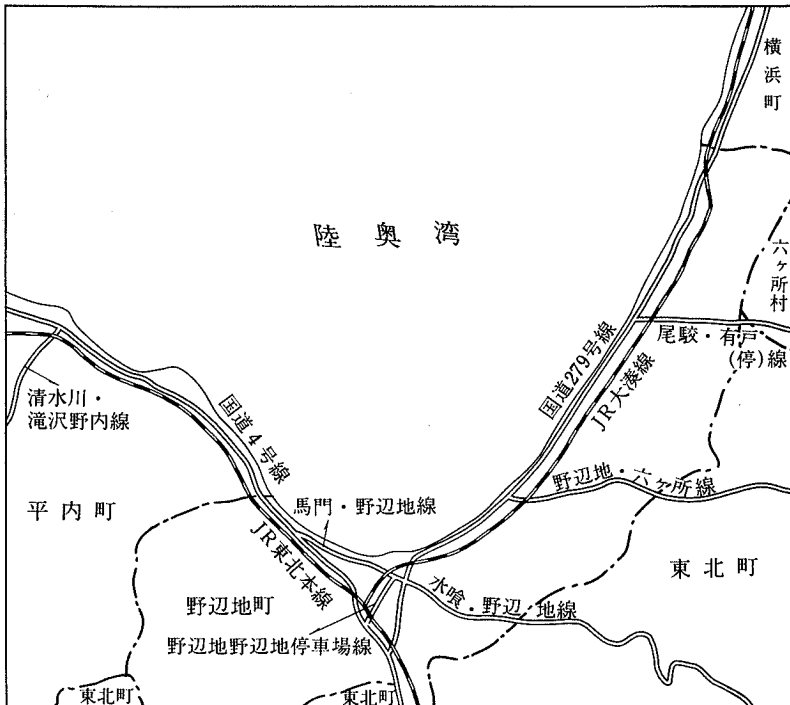 横浜町
陸奥湾
六ヶ所村
尾駮・有戸
(停)線
国道279号線
JR大湊線
清水川・
滝沢野内線
国道4号線
野辺地・六ヶ所線
平内町
馬門・野辺地線
JR東北本線
東北町
水喰・野辺地線
野辺地町
野辺地野辺地停車場線
東北町
東北町